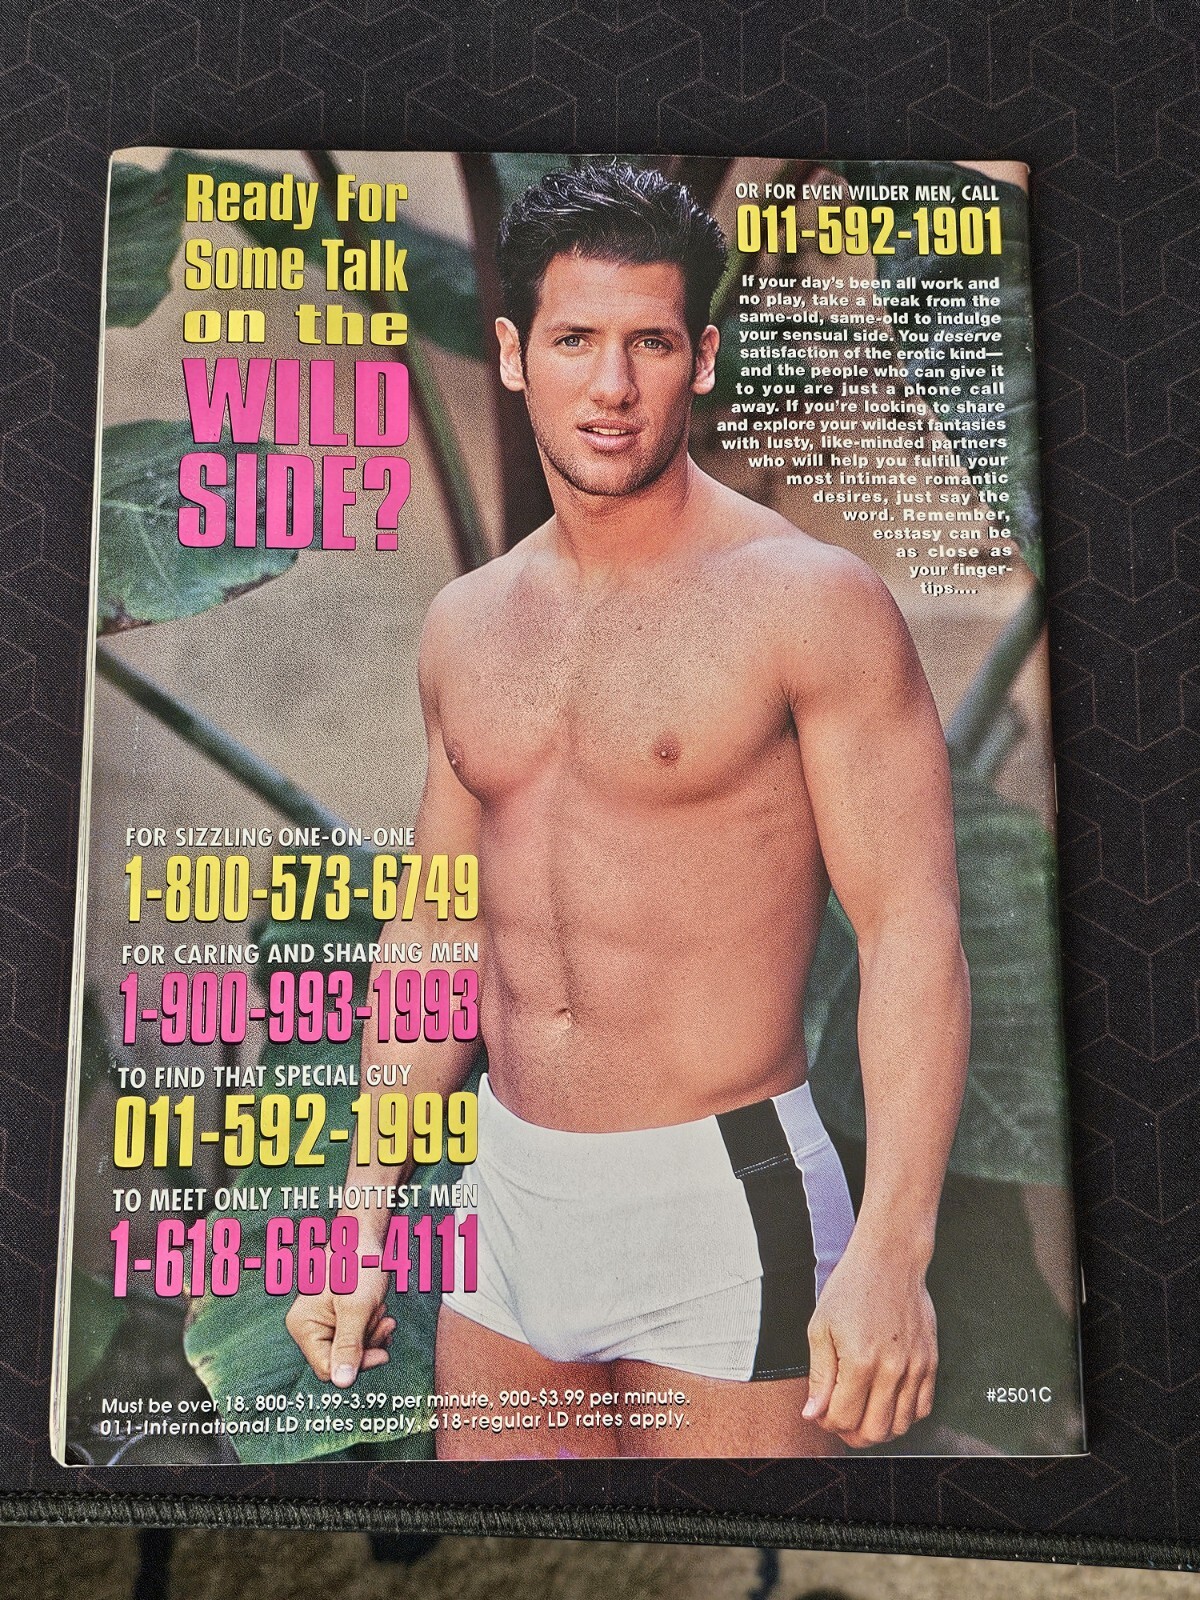 Ready For
Some Talk
on the
WILD
SIDE?
OR FOR EVEN WILDER MEN, CALL
011-592-1901
If your day's been all work and
no play, take a break from the
same-old, same-old to indulge
your sensual side. You deserve
satisfaction of the erotic kind—
and the people who can give it
to you are just a phone call
away. If you're looking to share
and explore your wildest fantasies
with lusty, like-minded partners
who will help you fulfill your
most intimate romantic
desires, just say the
word. Remember,
ecstasy can be
as close as
your finger-
tips....
FOR SIZZLING ONE-ON-ONE
1-800-573-6749
FOR CARING AND SHARING MEN
1-900-993-1993
TO FIND THAT SPECIAL GUY
011-592-1999
TO MEET ONLY THE HOTTEST MEN
1-618-668-4111
Must be over 18. 800-$1.99-3.99 per minute, 900-$3.99 per minute.
011-International LD rates apply. 618-regular LD rates apply.
#2501C